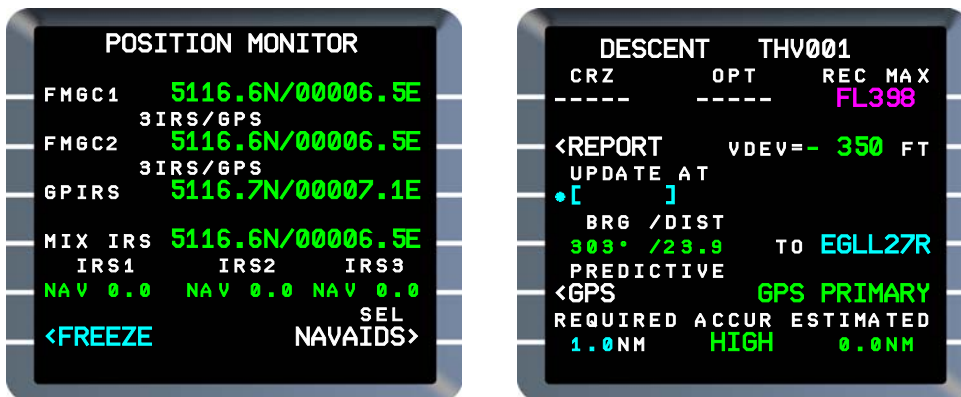 POSITION MONITOR
FMGC1 5116.6N/00006.5E
3IRS/GPS
FMGC2 5116.6N/00006.5E
3IRS/GPS
GPIRS 5116.7N/00007.1E
MIX IRS 5116.6N/00006.5E
IRS1 IRS2 IRS3
NAV 0.0 NAV 0.0 NAV 0.0
SEL
<FREEZE NAVAIDS>
DESCENT THV001
CRZ OPT REC MAX
----- ----- FL398
<REPORT VDEV=- 350 FT
UPDATE AT
*[ ]
BRG /DIST
303° /23.9 TO EGLL27R
PREDICTIVE
<GPS GPS PRIMARY
REQUIRED ACCUR ESTIMATED
1.0NM HIGH 0.0NM